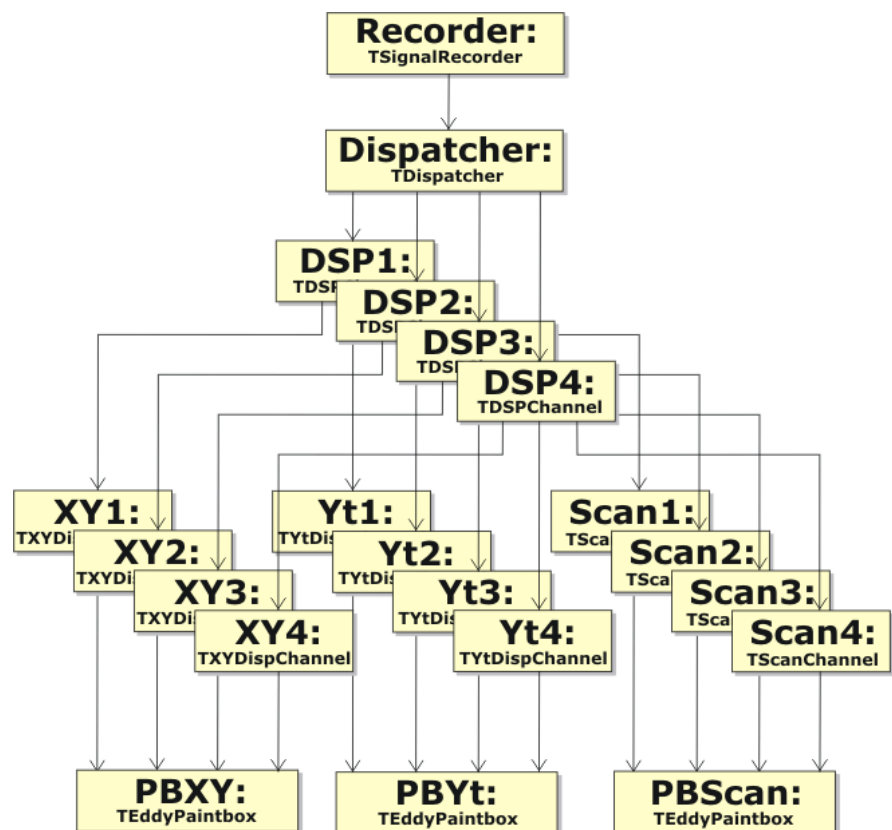 Recorder:
TSignalRecorder
Dispatcher:
TDispatcher
DSP1:
DSP2:
DSP3:
DSP4:
TDSPChannel
XY1:
XY2:
XY3:
XY4:
TXYDispChannel
Yt1:
Yt2:
Yt3:
Yt4:
TYtDispChannel
Scan1:
Scan2:
Scan3:
Scan4:
TScanChannel
PBXY:
TEddyPaintbox
PBYt:
TEddyPaintbox
PBScan:
TEddyPaintbox